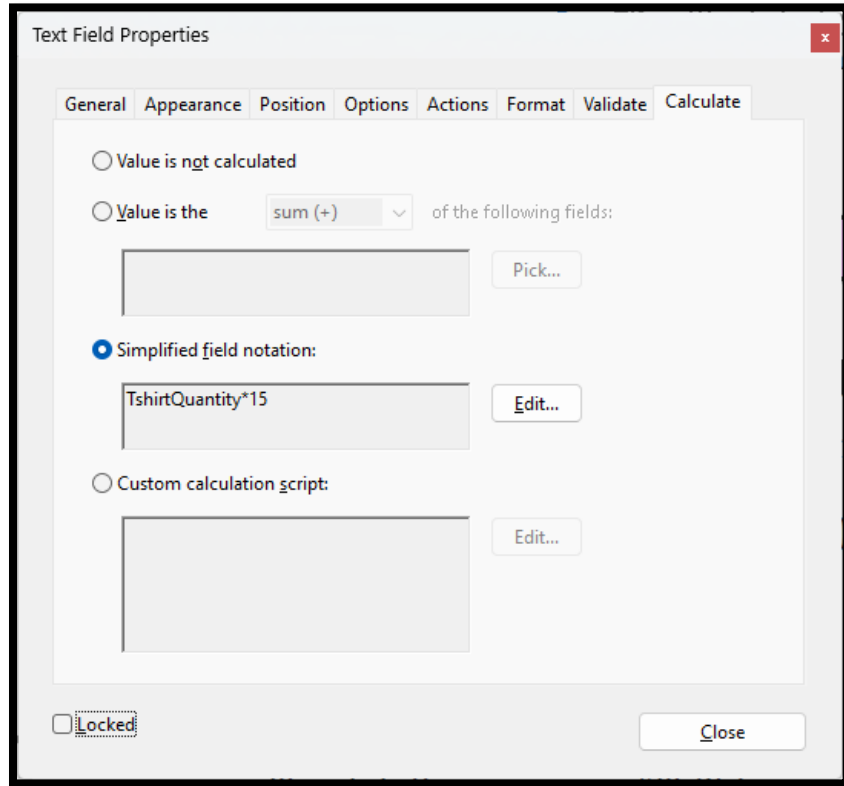 Text Field Properties
x
General Appearance Position Options Actions Format Validate Calculate
Value is not calculated
Value is the sum (+) of the following fields:
Pick...
Simplified field notation:
TshirtQuantity*15
Edit...
Custom calculation script:
Edit...
Locked
Close